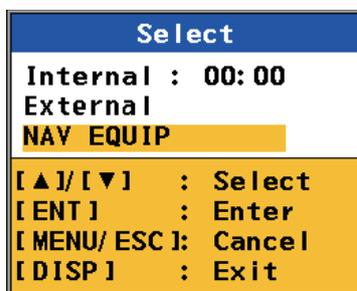 Select
Internal : 00:00
External
NAV EQUIP
[▲]/[▼] : Select
[ENT] : Enter
[MENU/ESC]: Cancel
[DISP] : Exit